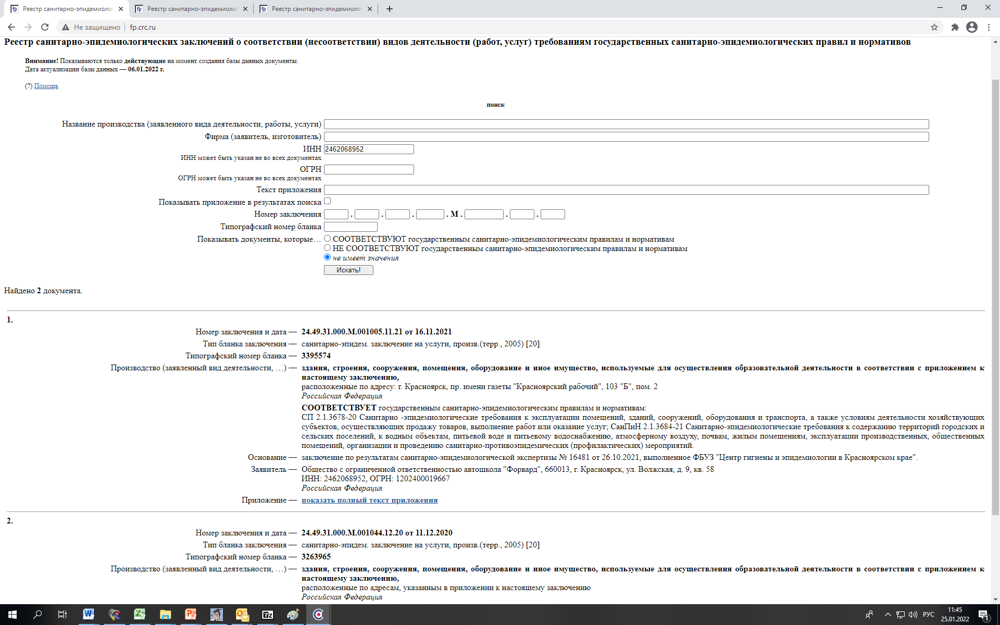 Реестр санитарно-эпидемиолог
Реестр санитарно-эпидемиолог
Реестр санитарно-эпидемиолог
Не защищено
fp.crc.ru
Реестр санитарно-эпидемиологических заключений о соответствии (несоответствии) видов деятельности (работ, услуг) требованиям государственных санитарно-эпидемиологических правил и нормативов
Внимание! Показываются только действующие на момент создания базы данных документы.
Дата актуализации базы данных — 06.01.2022 г.
(?) Помощь
поиск
Название производства (заявленного вида деятельности, работы, услуги)
Фирма (заявитель, изготовитель)
ИНН 2462068952
ИНН может быть указан не во всех документах
ОГРН
ОГРН может быть указан не во всех документах
Текст приложения
Показывать приложение в результатах поиска
Номер заключения . . . . М . . .
Типографский номер бланка
Показывать документы, которые… СООТВЕТСТВУЮТ государственным санитарно-эпидемиологическим правилам и нормативам
НЕ СООТВЕТСТВУЮТ государственным санитарно-эпидемиологическим правилам и нормативам
не имеет значения
Искать!
Найдено 2 документа.
1.
Номер заключения и дата — 24.49.31.000.М.001005.11.21 от 16.11.2021
Тип бланка заключения — санитарно-эпидем. заключение на услуги, произв.(терр., 2005) [20]
Типографский номер бланка — 3395574
Производство (заявленный вид деятельности, …) — здания, строения, сооружения, помещения, оборудование и иное имущество, используемые для осуществления образовательной деятельности в соответствии с приложением к
настоящему заключению,
расположенные по адресу: г. Красноярск, пр. имени газеты "Красноярский рабочий", 103 "Б", пом. 2
Российская Федерация
СООТВЕТСТВУЕТ государственным санитарно-эпидемиологическим правилам и нормативам:
СП 2.1.3678-20 Санитарно -эпидемиологические требования к эксплуатации помещений, зданий, сооружений, оборудования и транспорта, а также условиям деятельности хозяйствующих
субъектов, осуществляющих продажу товаров, выполнение работ или оказание услуг; СанПиН 2.1.3684-21 Санитарно-эпидемиологические требования к содержанию территорий городских и
сельских поселений, к водным объектам, питьевой воде и питьевому водоснабжению, атмосферному воздуху, почвам, жилым помещениям, эксплуатации производственных, общественных
помещений, организации и проведению санитарно-противоэпидемических (профилактических) мероприятий.
Основание — заключение по результатам санитарно-эпидемиологической экспертизы № 16481 от 26.10.2021, выполненное ФБУЗ "Центр гигиены и эпидемиологии в Красноярском крае".
Заявитель — Общество с ограниченной ответственностью автошкола "Форвард", 660013, г. Красноярск, ул. Волжская, д. 9, кв. 58
ИНН: 2462068952, ОГРН: 1202400019667
Российская Федерация
Приложение — показать полный текст приложения
2.
Номер заключения и дата — 24.49.31.000.М.001044.12.20 от 11.12.2020
Тип бланка заключения — санитарно-эпидем. заключение на услуги, произв.(терр., 2005) [20]
Типографский номер бланка — 3263965
Производство (заявленный вид деятельности, …) — здания, строения, сооружения, помещения, оборудование и иное имущество, используемые для осуществления образовательной деятельности в соответствии с приложением к
настоящему заключению,
расположенные по адресам, указанным в приложении к настоящему заключению
Российская Федерация
РУС
11:45
25.01.2022
1